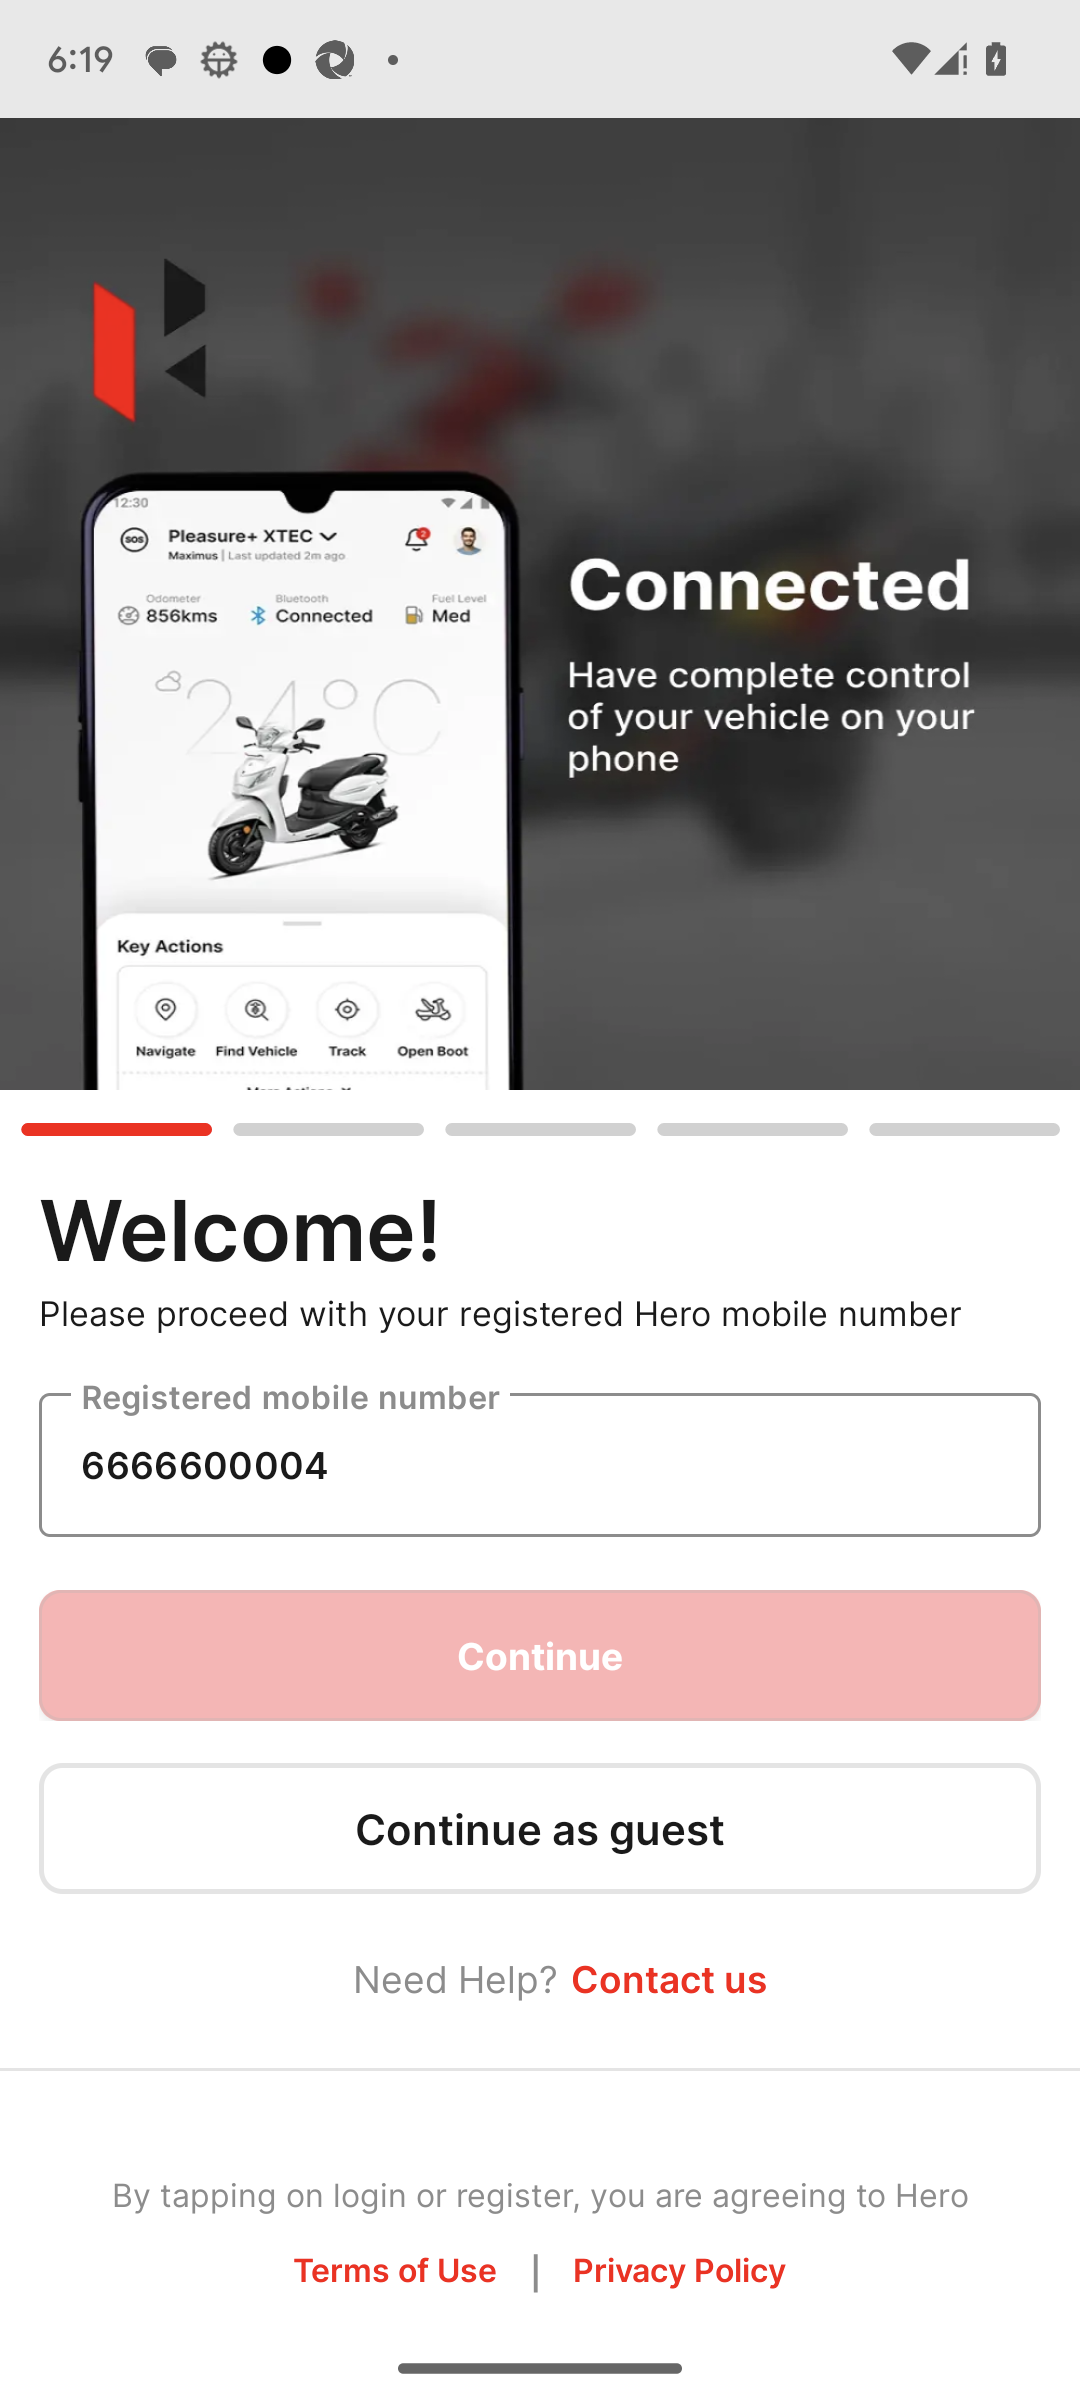 6:19
12:30
SOS
Pleasure+ XTEC
2
Maximus | Last updated 2m ago
Odometer
Bluetooth
Fuel Level
856kms
Connected
Med
24°C
Connected
Have complete control
of your vehicle on your
phone
Key Actions
Navigate
Find Vehicle
Track
Open Boot
Welcome!
Please proceed with your registered Hero mobile number
Registered mobile number
6666600004
Continue
Continue as guest
Need Help? Contact us
By tapping on login or register, you are agreeing to Hero
Terms of Use | Privacy Policy